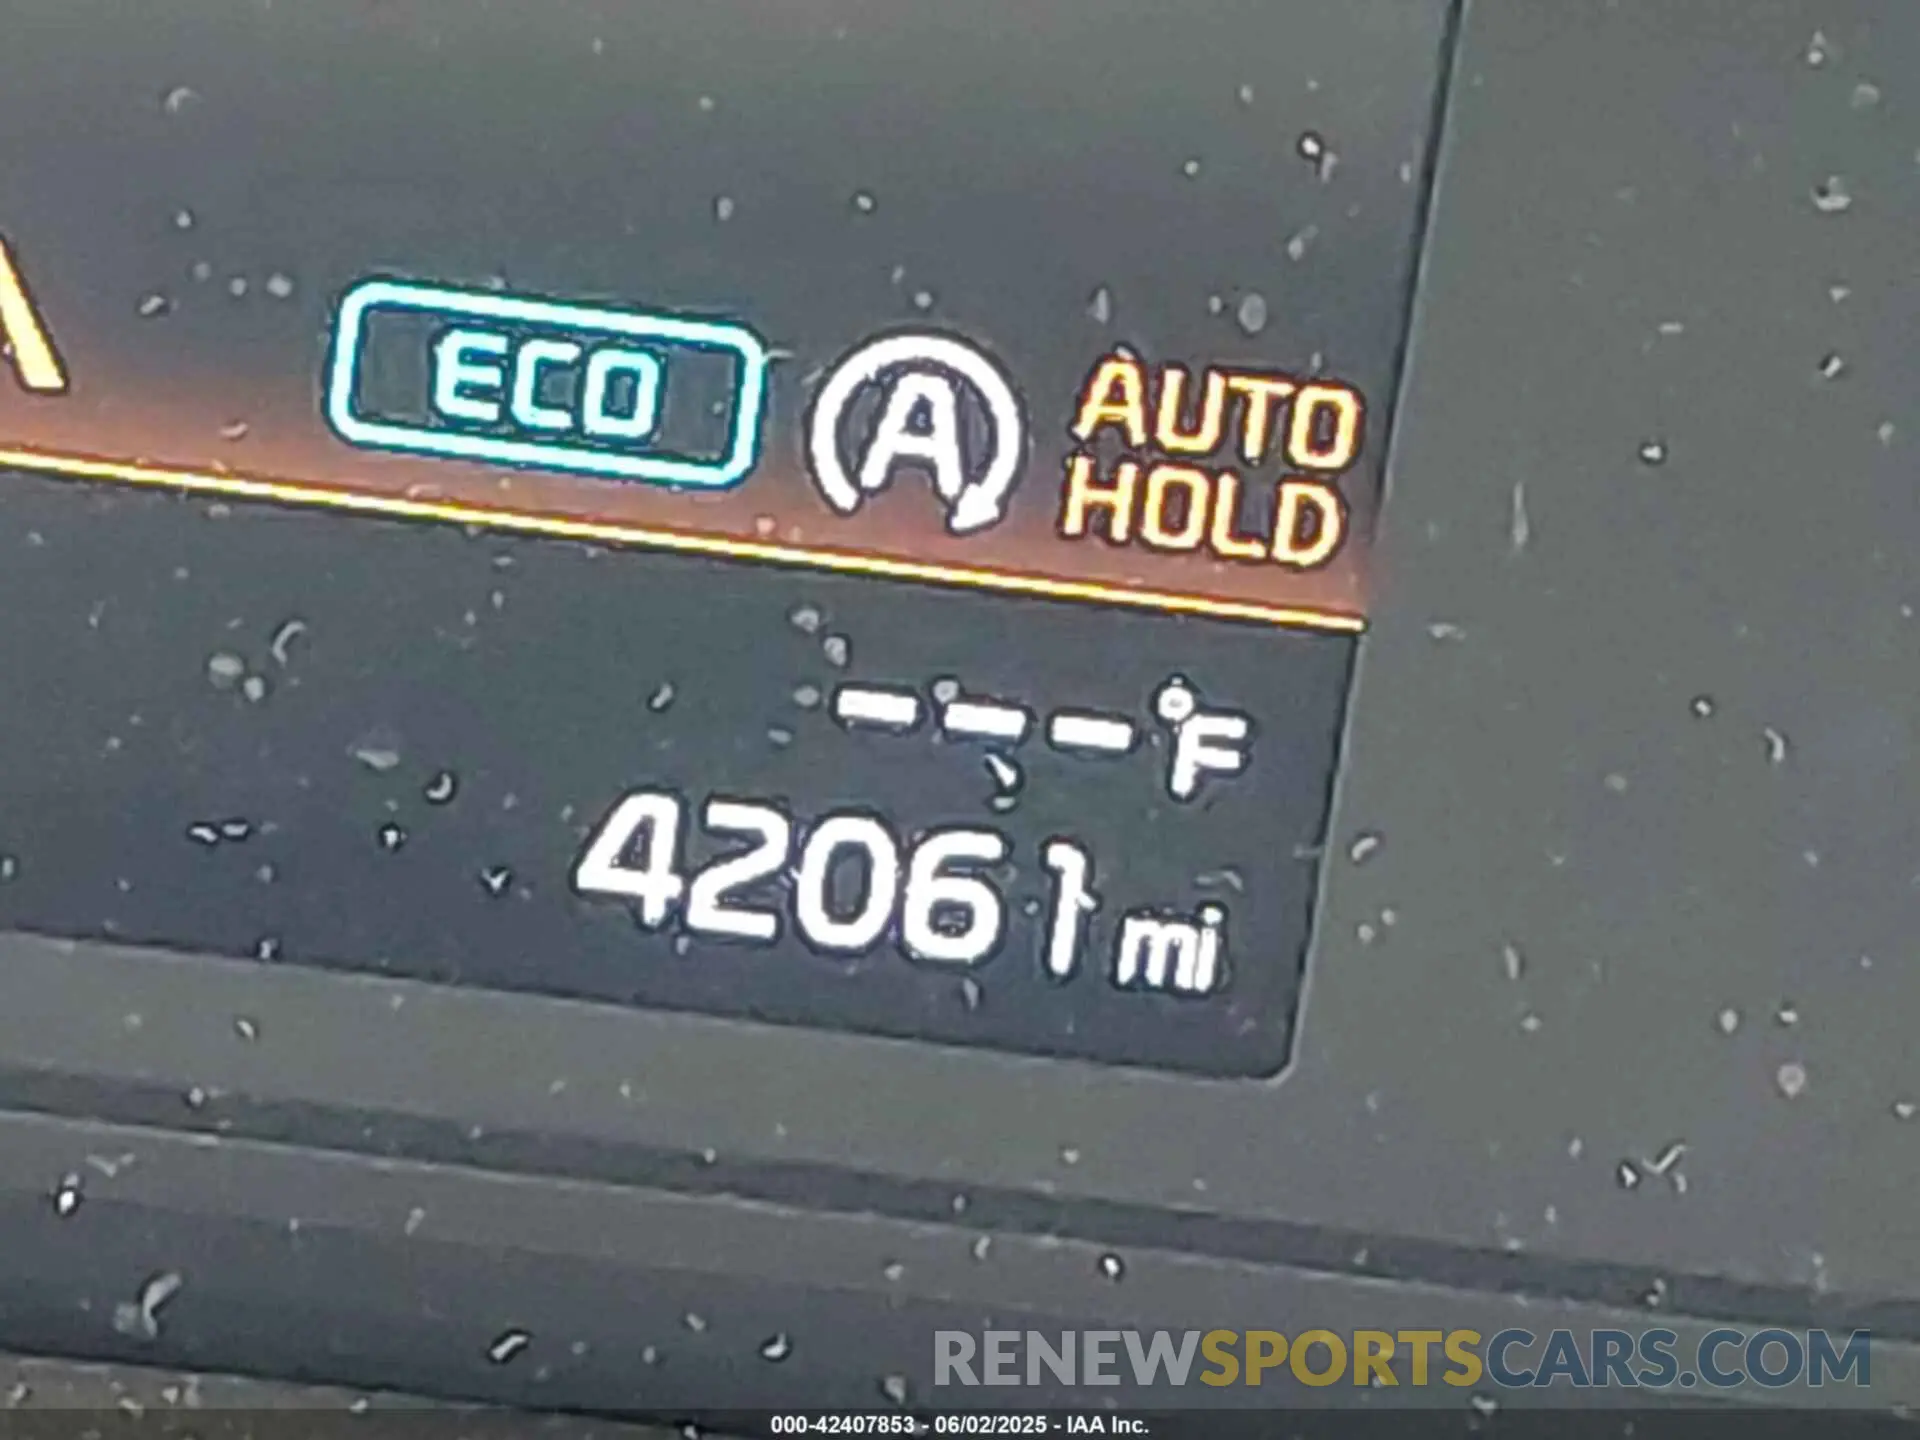 ECO A AUTO
HOLD
---°F
42061 mi
RENEWSPORTSCARS.COM
000-42407853 - 06/02/2025 - IAA Inc.